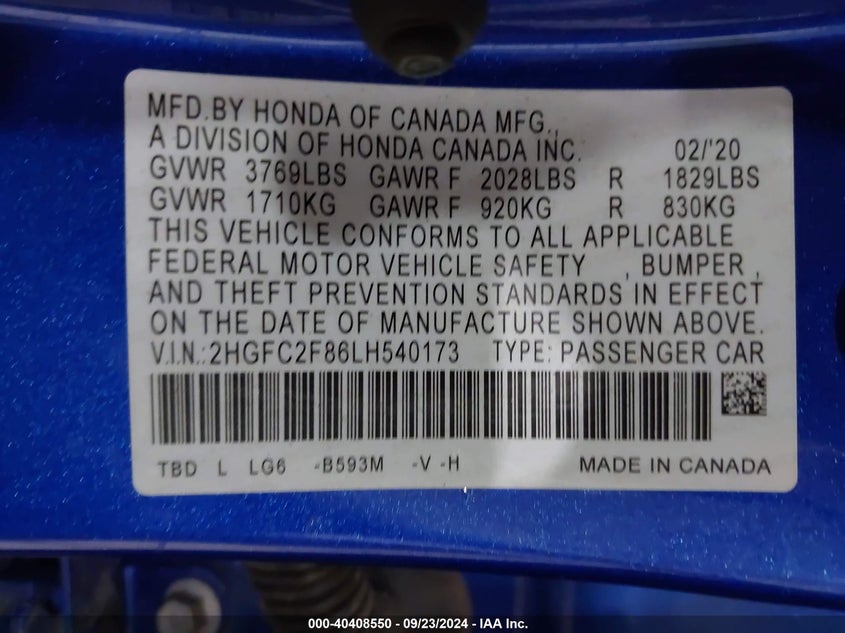 MFD.BY HONDA OF CANADA MFG.,
A DIVISION OF HONDA CANADA INC. 02/'20
GVWR 3769LBS GAWR F 2028LBS R 1829LBS
GVWR 1710KG GAWR F 920KG R 830KG
THIS VEHICLE CONFORMS TO ALL APPLICABLE
FEDERAL MOTOR VEHICLE SAFETY , BUMPER ,
AND THEFT PREVENTION STANDARDS IN EFFECT
ON THE DATE OF MANUFACTURE SHOWN ABOVE.
V.I.N.:2HGFC2F86LH540173 TYPE: PASSENGER CAR
TBD L LG6 -B593M -V -H MADE IN CANADA
000-40408550 - 09/23/2024 - IAA Inc.